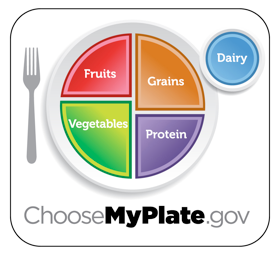 Dairy
Fruits
Grains
Vegetables
Protein
ChooseMyPlate.gov